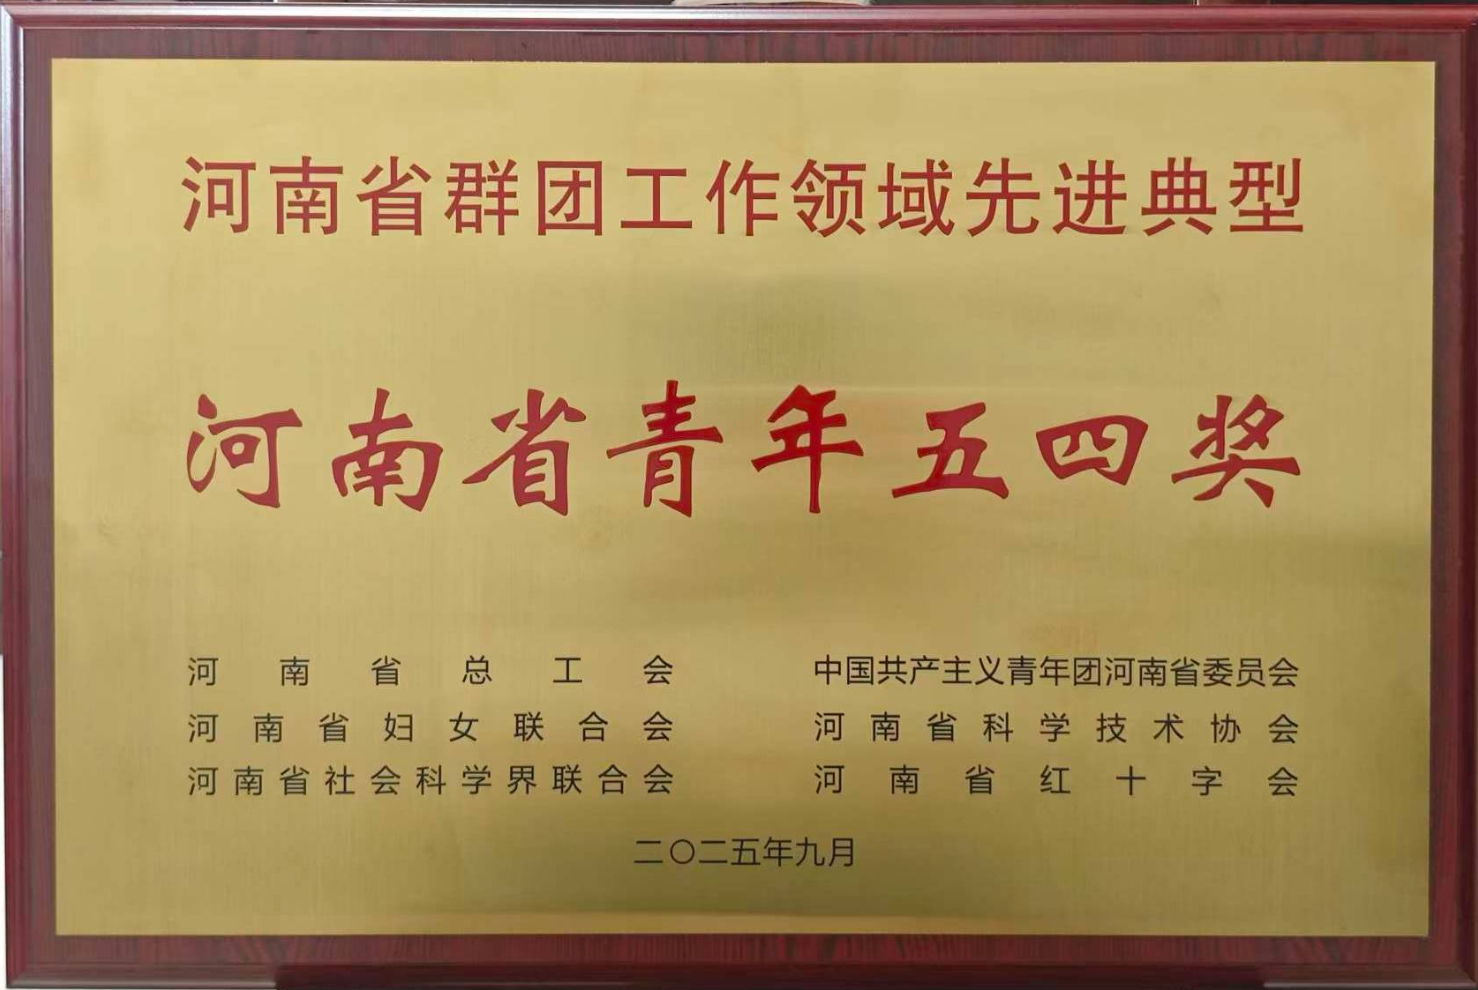 河南省群团工作领域先进典型
河南省青年五四奖
河南省总工会 中国共产主义青年团河南省委员会
河南省妇女联合会 河南省科学技术协会
河南省社会科学界联合会 河南省红十字会
二〇二五年九月